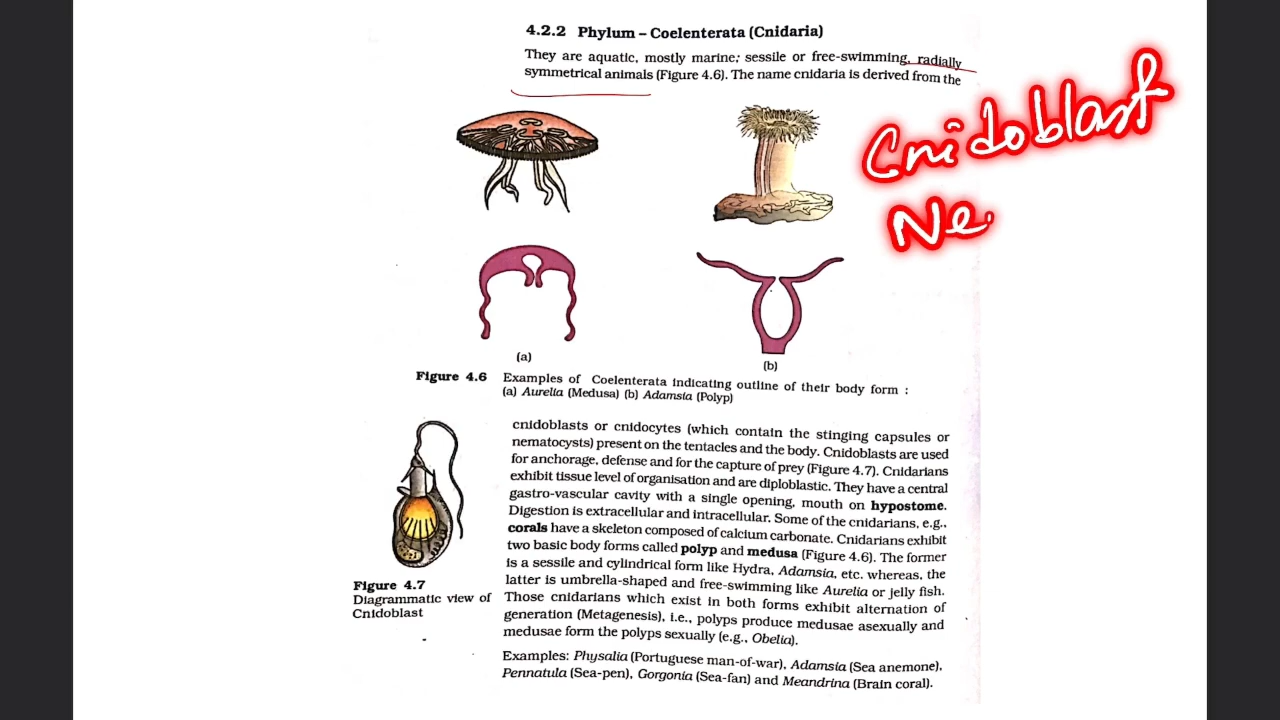 4.2.2 Phylum – Coelenterata (Cnidaria)
They are aquatic, mostly marine; sessile or free-swimming, radially
symmetrical animals (Figure 4.6). The name cnidaria is derived from the
Cnidoblast
Ne
(a)
(b)
Figure 4.6 Examples of Coelenterata indicating outline of their body form :
(a) Aurelia (Medusa) (b) Adamsia (Polyp)
cnidoblasts or cnidocytes (which contain the stinging capsules or
nematocysts) present on the tentacles and the body. Cnidoblasts are used
for anchorage, defense and for the capture of prey (Figure 4.7). Cnidarians
exhibit tissue level of organisation and are diploblastic. They have a central
gastro-vascular cavity with a single opening, mouth on hypostome.
Digestion is extracellular and intracellular. Some of the cnidarians, e.g.,
corals have a skeleton composed of calcium carbonate. Cnidarians exhibit
two basic body forms called polyp and medusa (Figure 4.6). The former
is a sessile and cylindrical form like Hydra, Adamsia, etc. whereas, the
latter is umbrella-shaped and free-swimming like Aurelia or jelly fish.
Those cnidarians which exist in both forms exhibit alternation of
generation (Metagenesis), i.e., polyps produce medusae asexually and
medusae form the polyps sexually (e.g., Obelia).
Figure 4.7
Diagrammatic view of
Cnidoblast
Examples: Physalia (Portuguese man-of-war), Adamsia (Sea anemone),
Pennatula (Sea-pen), Gorgonia (Sea-fan) and Meandrina (Brain coral).